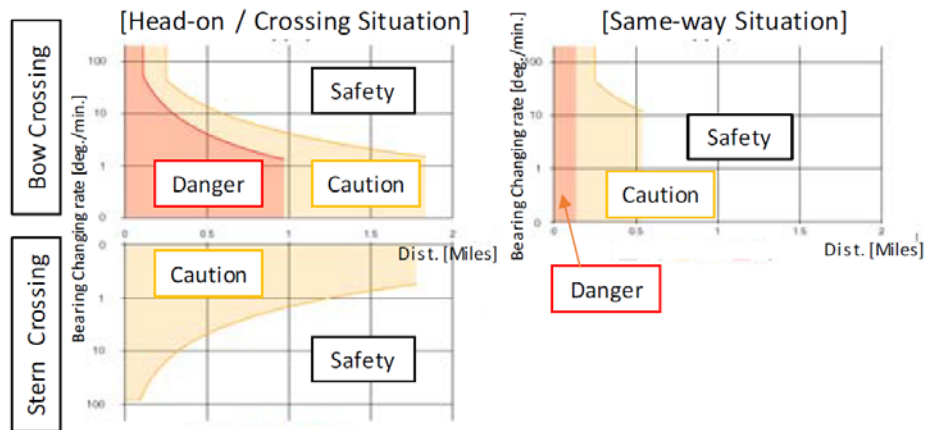 [Head-on / Crossing Situation]
[Same-way Situation]
Bow Crossing
Bearing Changing rate [deg./min.]
100
10
1
0
Safety
Danger
Caution
0
0.5
1
1.5
2
Dist. [Miles]
Stern Crossing
0
1
10
100
Caution
Safety
Bearing Changing rate [deg./min.]
10
1
0
Safety
Caution
0
0.5
1
1.5
2
Dist. [Miles]
Danger